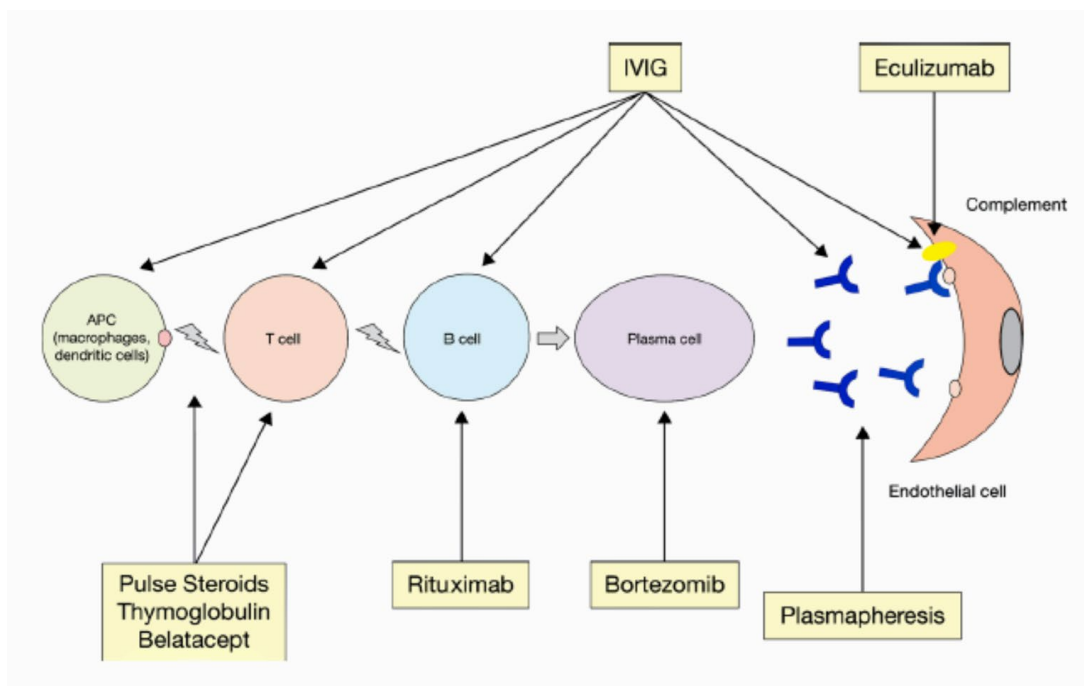 IVIG
Eculizumab
Complement
APC
(macrophages,
dendritic cells)
T cell
B cell
Plasma cell
Endothelial cell
Pulse Steroids
Thymoglobulin
Belatacept
Rituximab
Bortezomib
Plasmapheresis